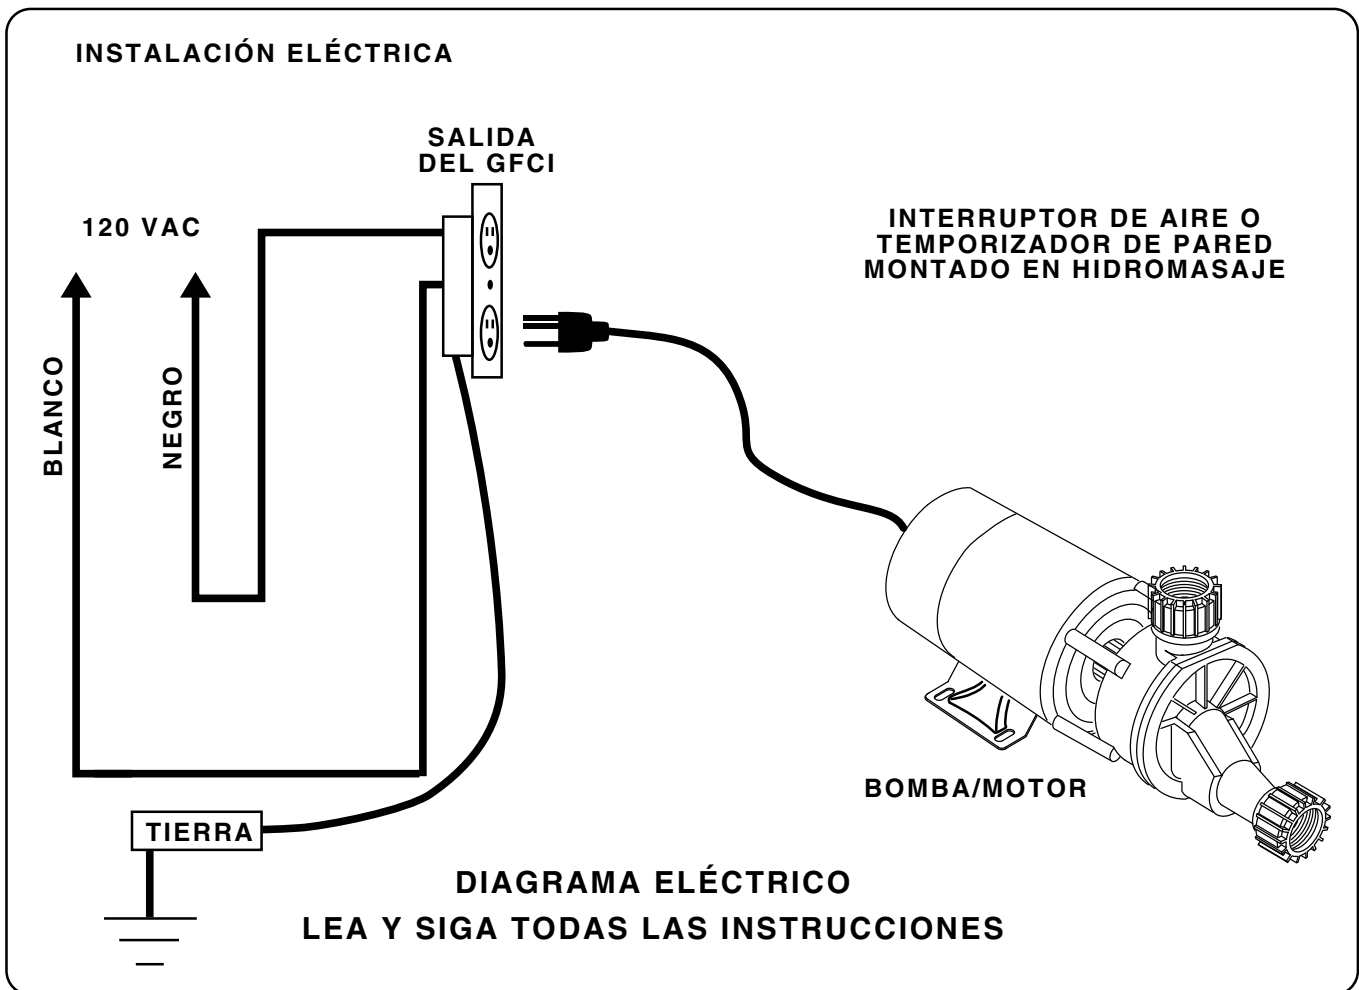 INSTALACIÓN ELÉCTRICA
SALIDA
DEL GFCI
120 VAC
INTERRUPTOR DE AIRE O
TEMPORIZADOR DE PARED
MONTADO EN HIDROMASAJE
BLANCO
NEGRO
BOMBA/MOTOR
TIERRA
DIAGRAMA ELÉCTRICO
LEA Y SIGA TODAS LAS INSTRUCCIONES